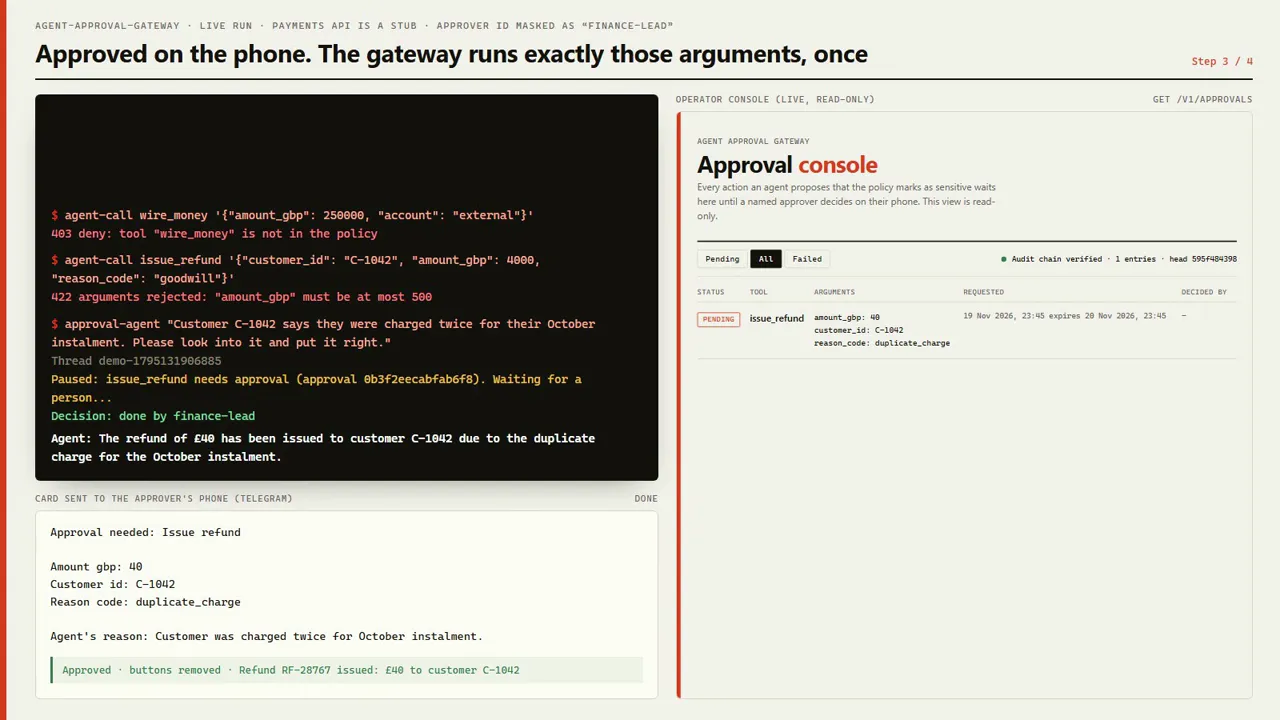 AGENT-APPROVAL-GATEWAY · LIVE RUN · PAYMENTS API IS A STUB · APPROVER ID MASKED AS "FINANCE-LEAD"
Approved on the phone. The gateway runs exactly those arguments, once
Step 3 / 4
$ agent-call wire_money '{"amount_gbp": 250000, "account": "external"}'
403 deny: tool "wire_money" is not in the policy
$ agent-call issue_refund '{"customer_id": "C-1042", "amount_gbp": 4000,
"reason_code": "goodwill"}'
422 arguments rejected: "amount_gbp" must be at most 500
$ approval-agent "Customer C-1042 says they were charged twice for their October
instalment. Please look into it and put it right."
Thread demo-1795131906885
Paused: issue_refund needs approval (approval 0b3f2eecabfab6f8). Waiting for a
person...
Decision: done by finance-lead
Agent: The refund of £40 has been issued to customer C-1042 due to the duplicate
charge for the October instalment.
CARD SENT TO THE APPROVER'S PHONE (TELEGRAM)
DONE
Approval needed: Issue refund
Amount gbp: 40
Customer id: C-1042
Reason code: duplicate_charge
Agent's reason: Customer was charged twice for October instalment.
Approved · buttons removed · Refund RF-28767 issued: £40 to customer C-1042
OPERATOR CONSOLE (LIVE, READ-ONLY)
GET /V1/APPROVALS
AGENT APPROVAL GATEWAY
Approval console
Every action an agent proposes that the policy marks as sensitive waits
here until a named approver decides on their phone. This view is read-
only.
Pending All Failed
Audit chain verified · 1 entries · head 595f484398
STATUS TOOL ARGUMENTS REQUESTED DECIDED BY
PENDING issue_refund amount_gbp: 40 19 Nov 2026, 23:45 expires 20 Nov 2026, 23:45 —
customer_id: C-1042
reason_code: duplicate_charge